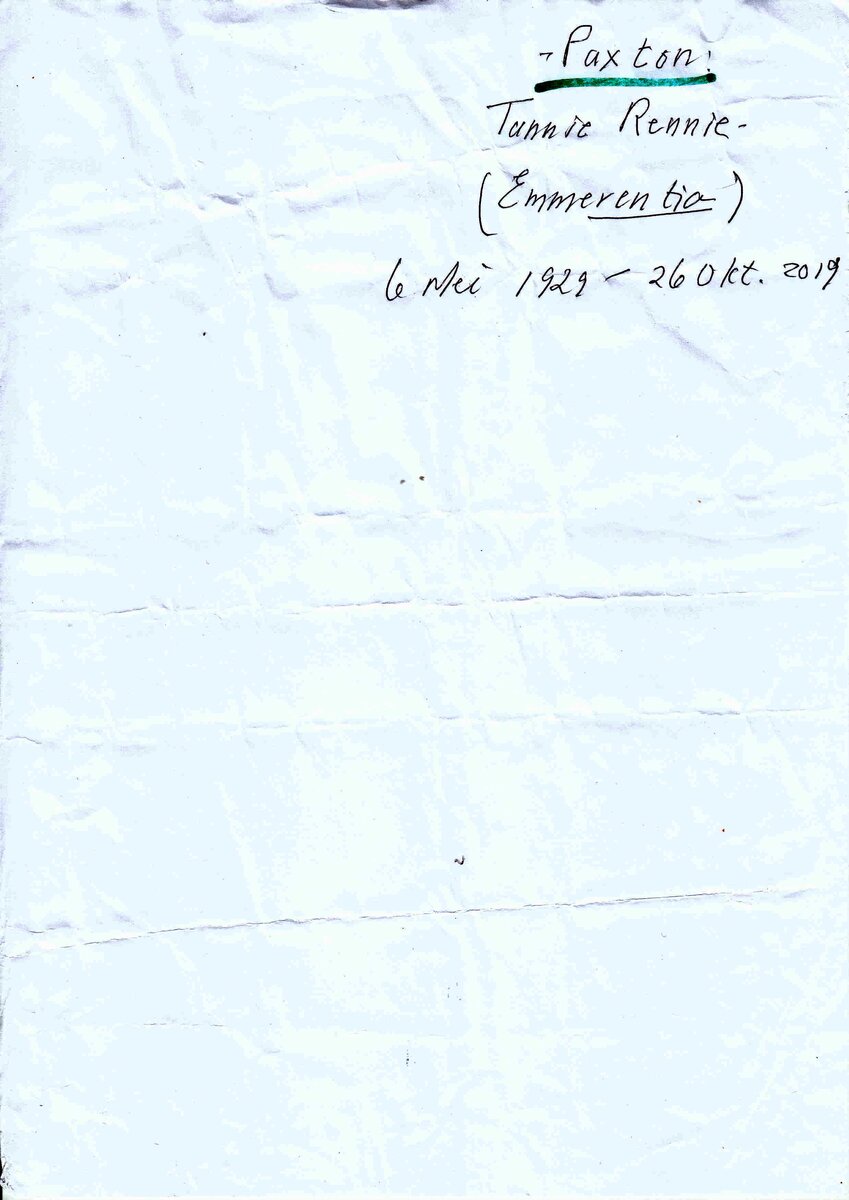 - Paxton:
Tannie Rennie-
(Emmerentia)
6 Mei 1929 - 26 Okt. 2019